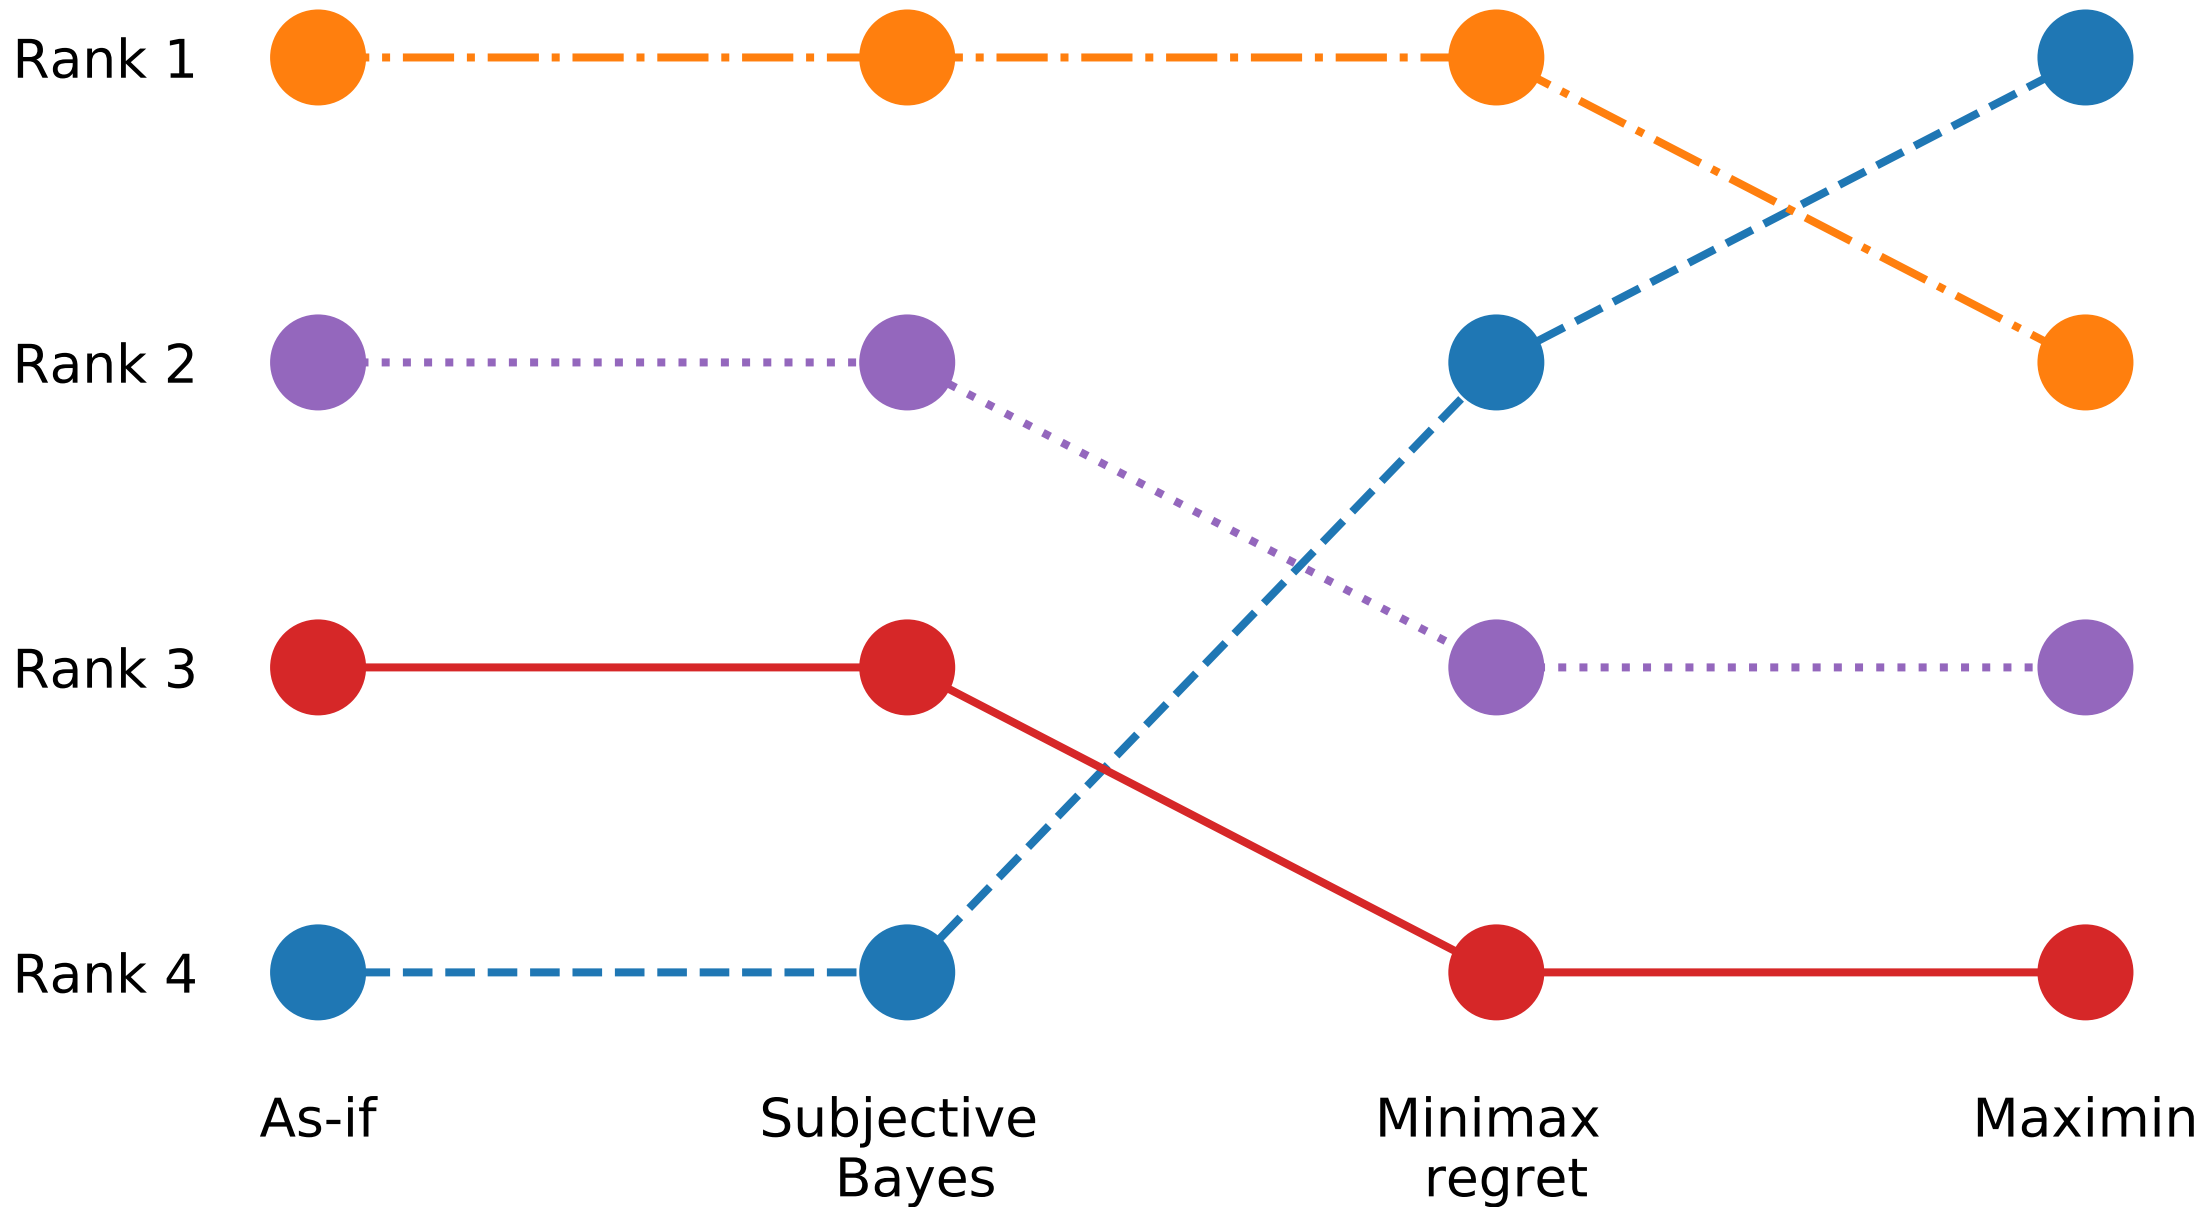 Rank 1
Rank 2
Rank 3
Rank 4
As-if
Subjective
Bayes
Minimax
regret
Maximin